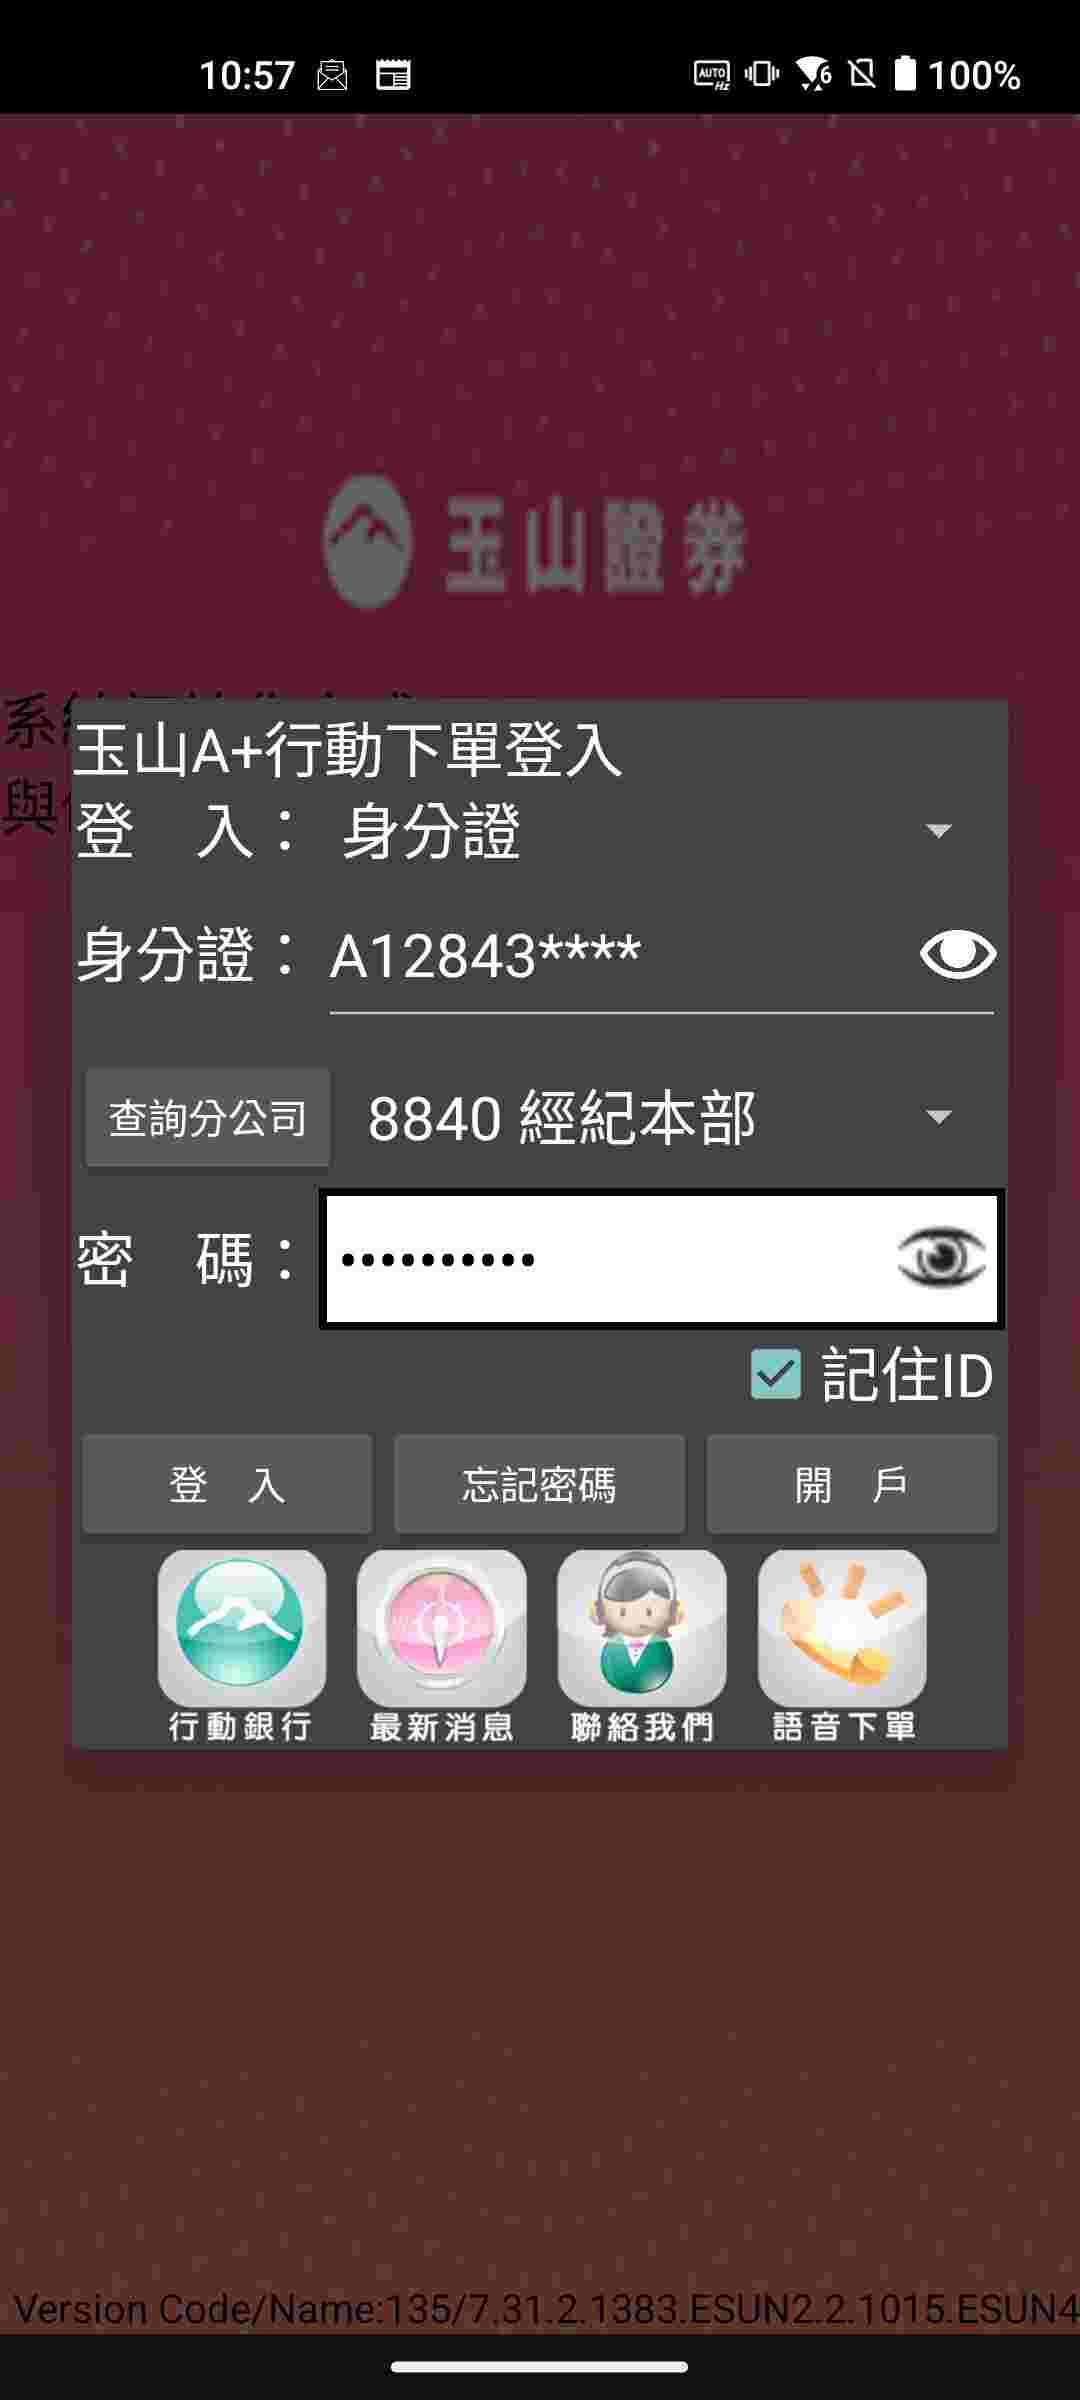 10:57
AUTO Hz 6 100%
玉山證券
玉山A+行動下單登入
登 入： 身分證
身分證： A12843****
查詢分公司 8840 經紀本部
密 碼： ••••••••••
記住ID
登 入 忘記密碼 開 戶
行動銀行 最新消息 聯絡我們 語音下單
Version Code/Name:135/7.31.2.1383.ESUN2.2.1015.ESUN4